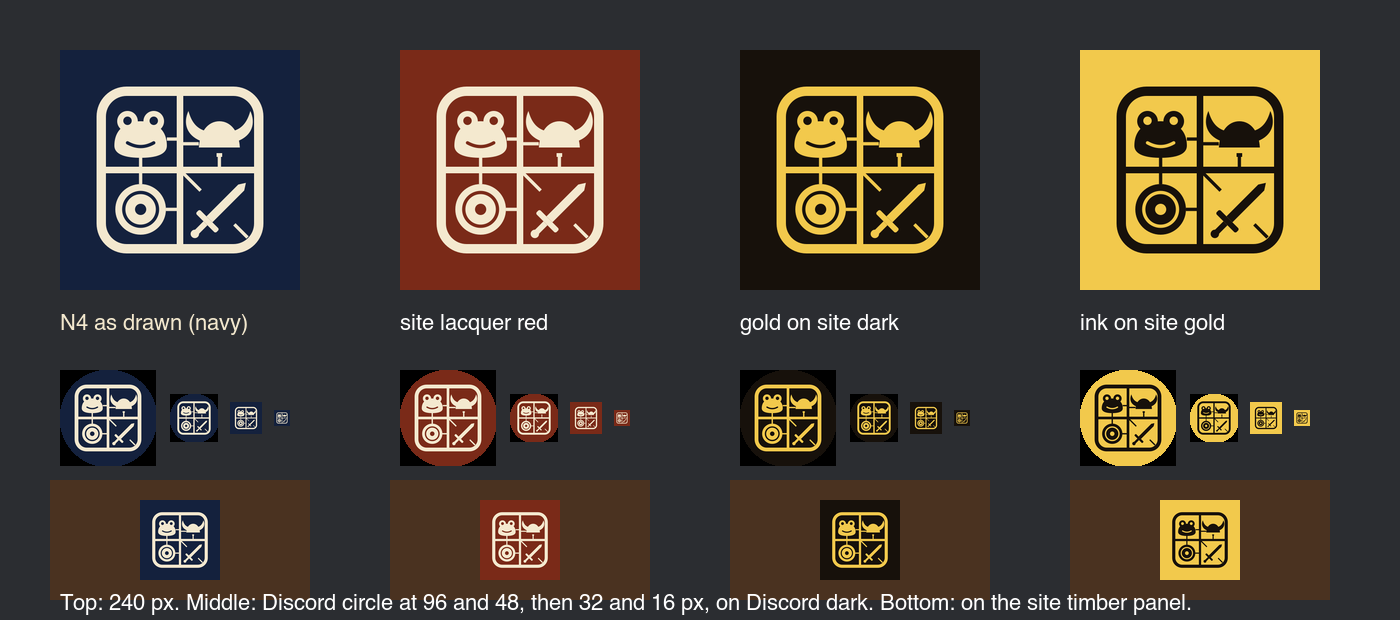 N4 as drawn (navy)
site lacquer red
gold on site dark
ink on site gold
Top: 240 px. Middle: Discord circle at 96 and 48, then 32 and 16 px, on Discord dark. Bottom: on the site timber panel.